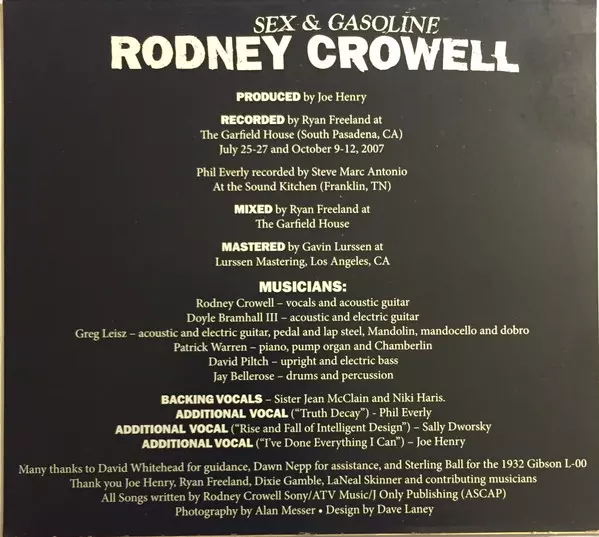 SEX & GASOLINE
RODNEY CROWELL
PRODUCED by Joe Henry
RECORDED by Ryan Freeland at
The Garfield House (South Pasadena, CA)
July 25-27 and October 9-12, 2007
Phil Everly recorded by Steve Marc Antonio
At the Sound Kitchen (Franklin, TN)
MIXED by Ryan Freeland at
The Garfield House
MASTERED by Gavin Lurssen at
Lurssen Mastering, Los Angeles, CA
MUSICIANS:
Rodney Crowell – vocals and acoustic guitar
Doyle Bramhall III – acoustic and electric guitar
Greg Leisz – acoustic and electric guitar, pedal and lap steel, Mandolin, mandocello and dobro
Patrick Warren – piano, pump organ and Chamberlin
David Piltch – upright and electric bass
Jay Bellerose – drums and percussion
BACKING VOCALS – Sister Jean McClain and Niki Haris.
ADDITIONAL VOCAL (“Truth Decay”) - Phil Everly
ADDITIONAL VOCAL (“Rise and Fall of Intelligent Design”) – Sally Dworsky
ADDITIONAL VOCAL (“I’ve Done Everything I Can”) – Joe Henry
Many thanks to David Whitehead for guidance, Dawn Nepp for assistance, and Sterling Ball for the 1932 Gibson L-00
Thank you Joe Henry, Ryan Freeland, Dixie Gamble, LaNeal Skinner and contributing musicians
All Songs written by Rodney Crowell Sony/ATV Music/J Only Publishing (ASCAP)
Photography by Alan Messer • Design by Dave Laney